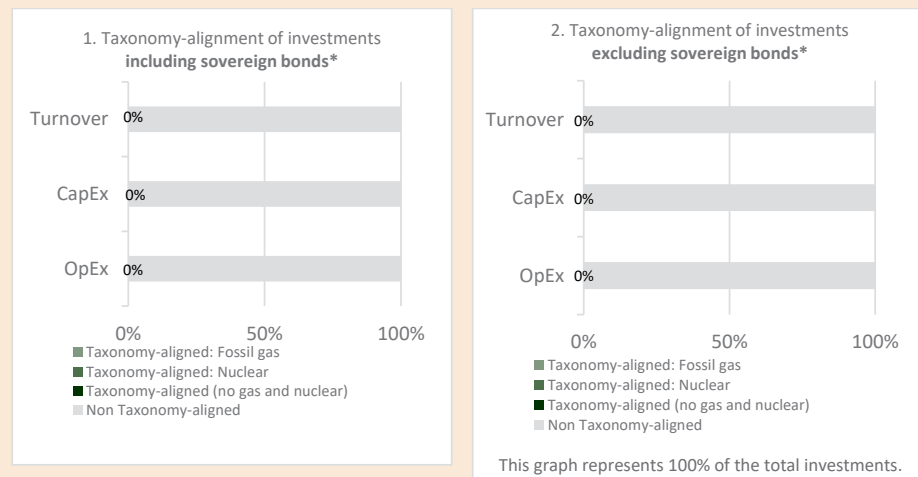 1. Taxonomy-alignment of investments
including sovereign bonds*
Turnover 0%
CapEx 0%
OpEx 0%
0% 50% 100%
Taxonomy-aligned: Fossil gas
Taxonomy-aligned: Nuclear
Taxonomy-aligned (no gas and nuclear)
Non Taxonomy-aligned
2. Taxonomy-alignment of investments
excluding sovereign bonds*
Turnover 0%
CapEx 0%
OpEx 0%
0% 50% 100%
Taxonomy-aligned: Fossil gas
Taxonomy-aligned: Nuclear
Taxonomy-aligned (no gas and nuclear)
Non Taxonomy-aligned
This graph represents 100% of the total investments.